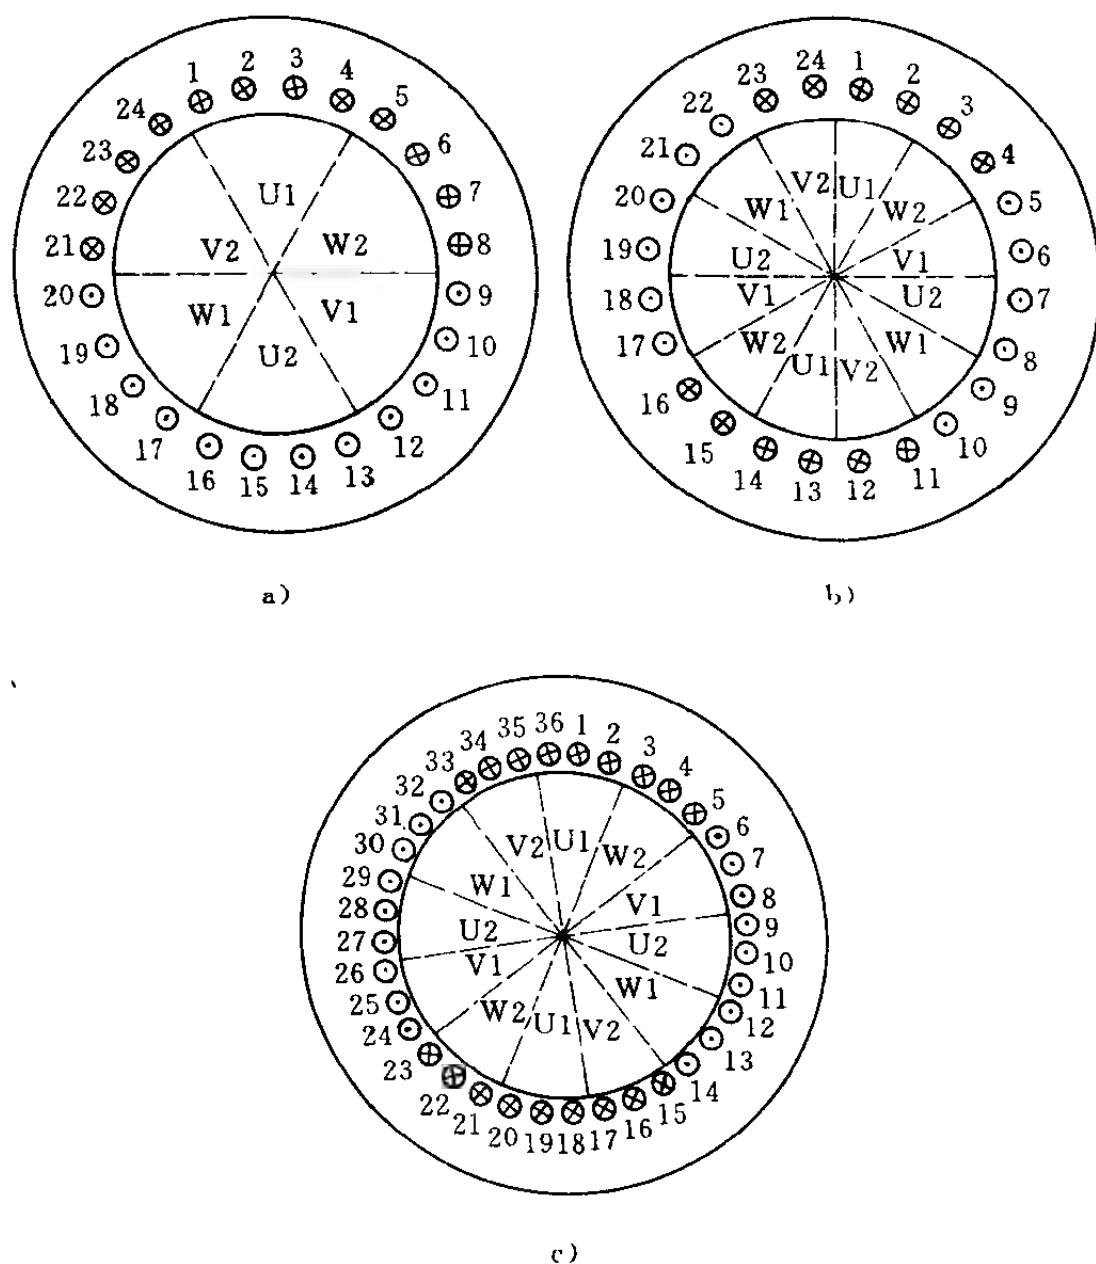 1 2 3 4 5 6 7 8 9 10 11 12 13 14 15 16 17 18 19 20 21 22 23 24
U1 W2 V1 U2 W1 V2
a)
1 2 3 4 5 6 7 8 9 10 11 12 13 14 15 16 17 18 19 20 21 22 23 24
U1 W2 V1 U2 W1 V2 U1 W2 V1 U2 W1 V2
b)
1 2 3 4 5 6 7 8 9 10 11 12 13 14 15 16 17 18 19 20 21 22 23 24 25 26 27 28 29 30 31 32 33 34 35 36
U1 W2 V1 U2 W1 V2 U1 W2 V1 U2 W1 V2
c)